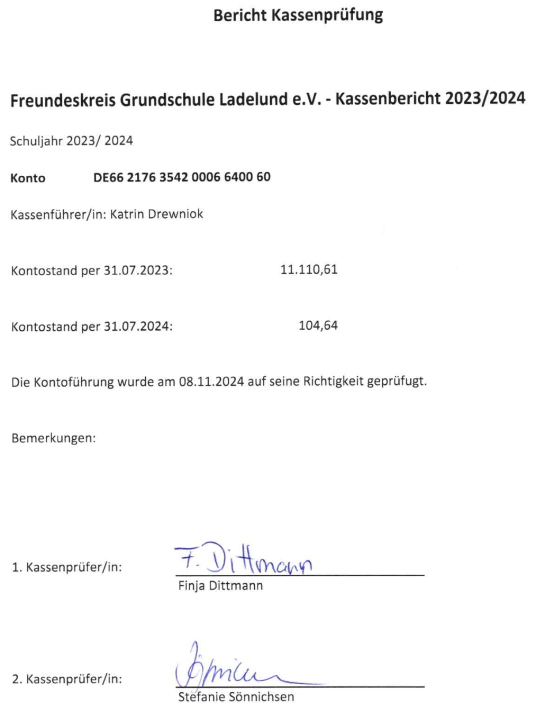 Bericht Kassenprüfung
Freundeskreis Grundschule Ladelund e.V. - Kassenbericht 2023/2024
Schuljahr 2023/ 2024
Konto DE66 2176 3542 0006 6400 60
Kassenführer/in: Katrin Drewniok
Kontostand per 31.07.2023: 11.110,61
Kontostand per 31.07.2024: 104,64
Die Kontoführung wurde am 08.11.2024 auf seine Richtigkeit geprüfugt.
Bemerkungen:
1. Kassenprüfer/in: F. Dittmann
Finja Dittmann
2. Kassenprüfer/in:
Stefanie Sönnichsen